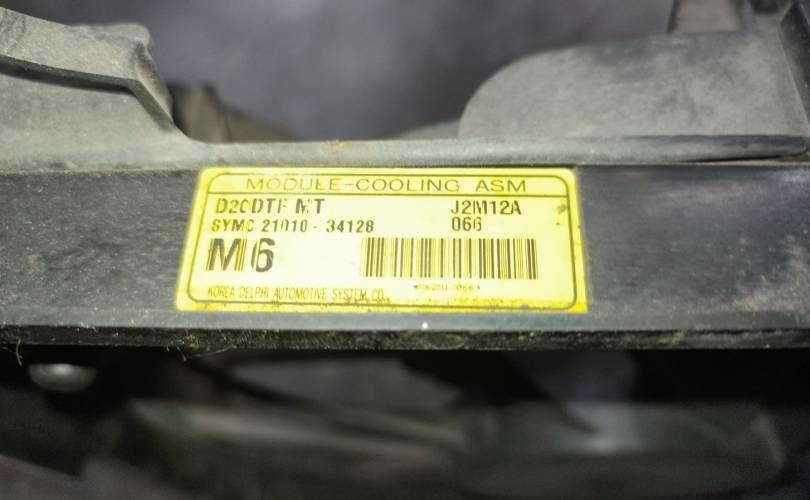 MODULE-COOLING ASM
D20DTF MT J2M12A
SYMC 21010 - 34128 066
M6
KOREA DELPHI AUTOMOTIVE SYSTEM CO.